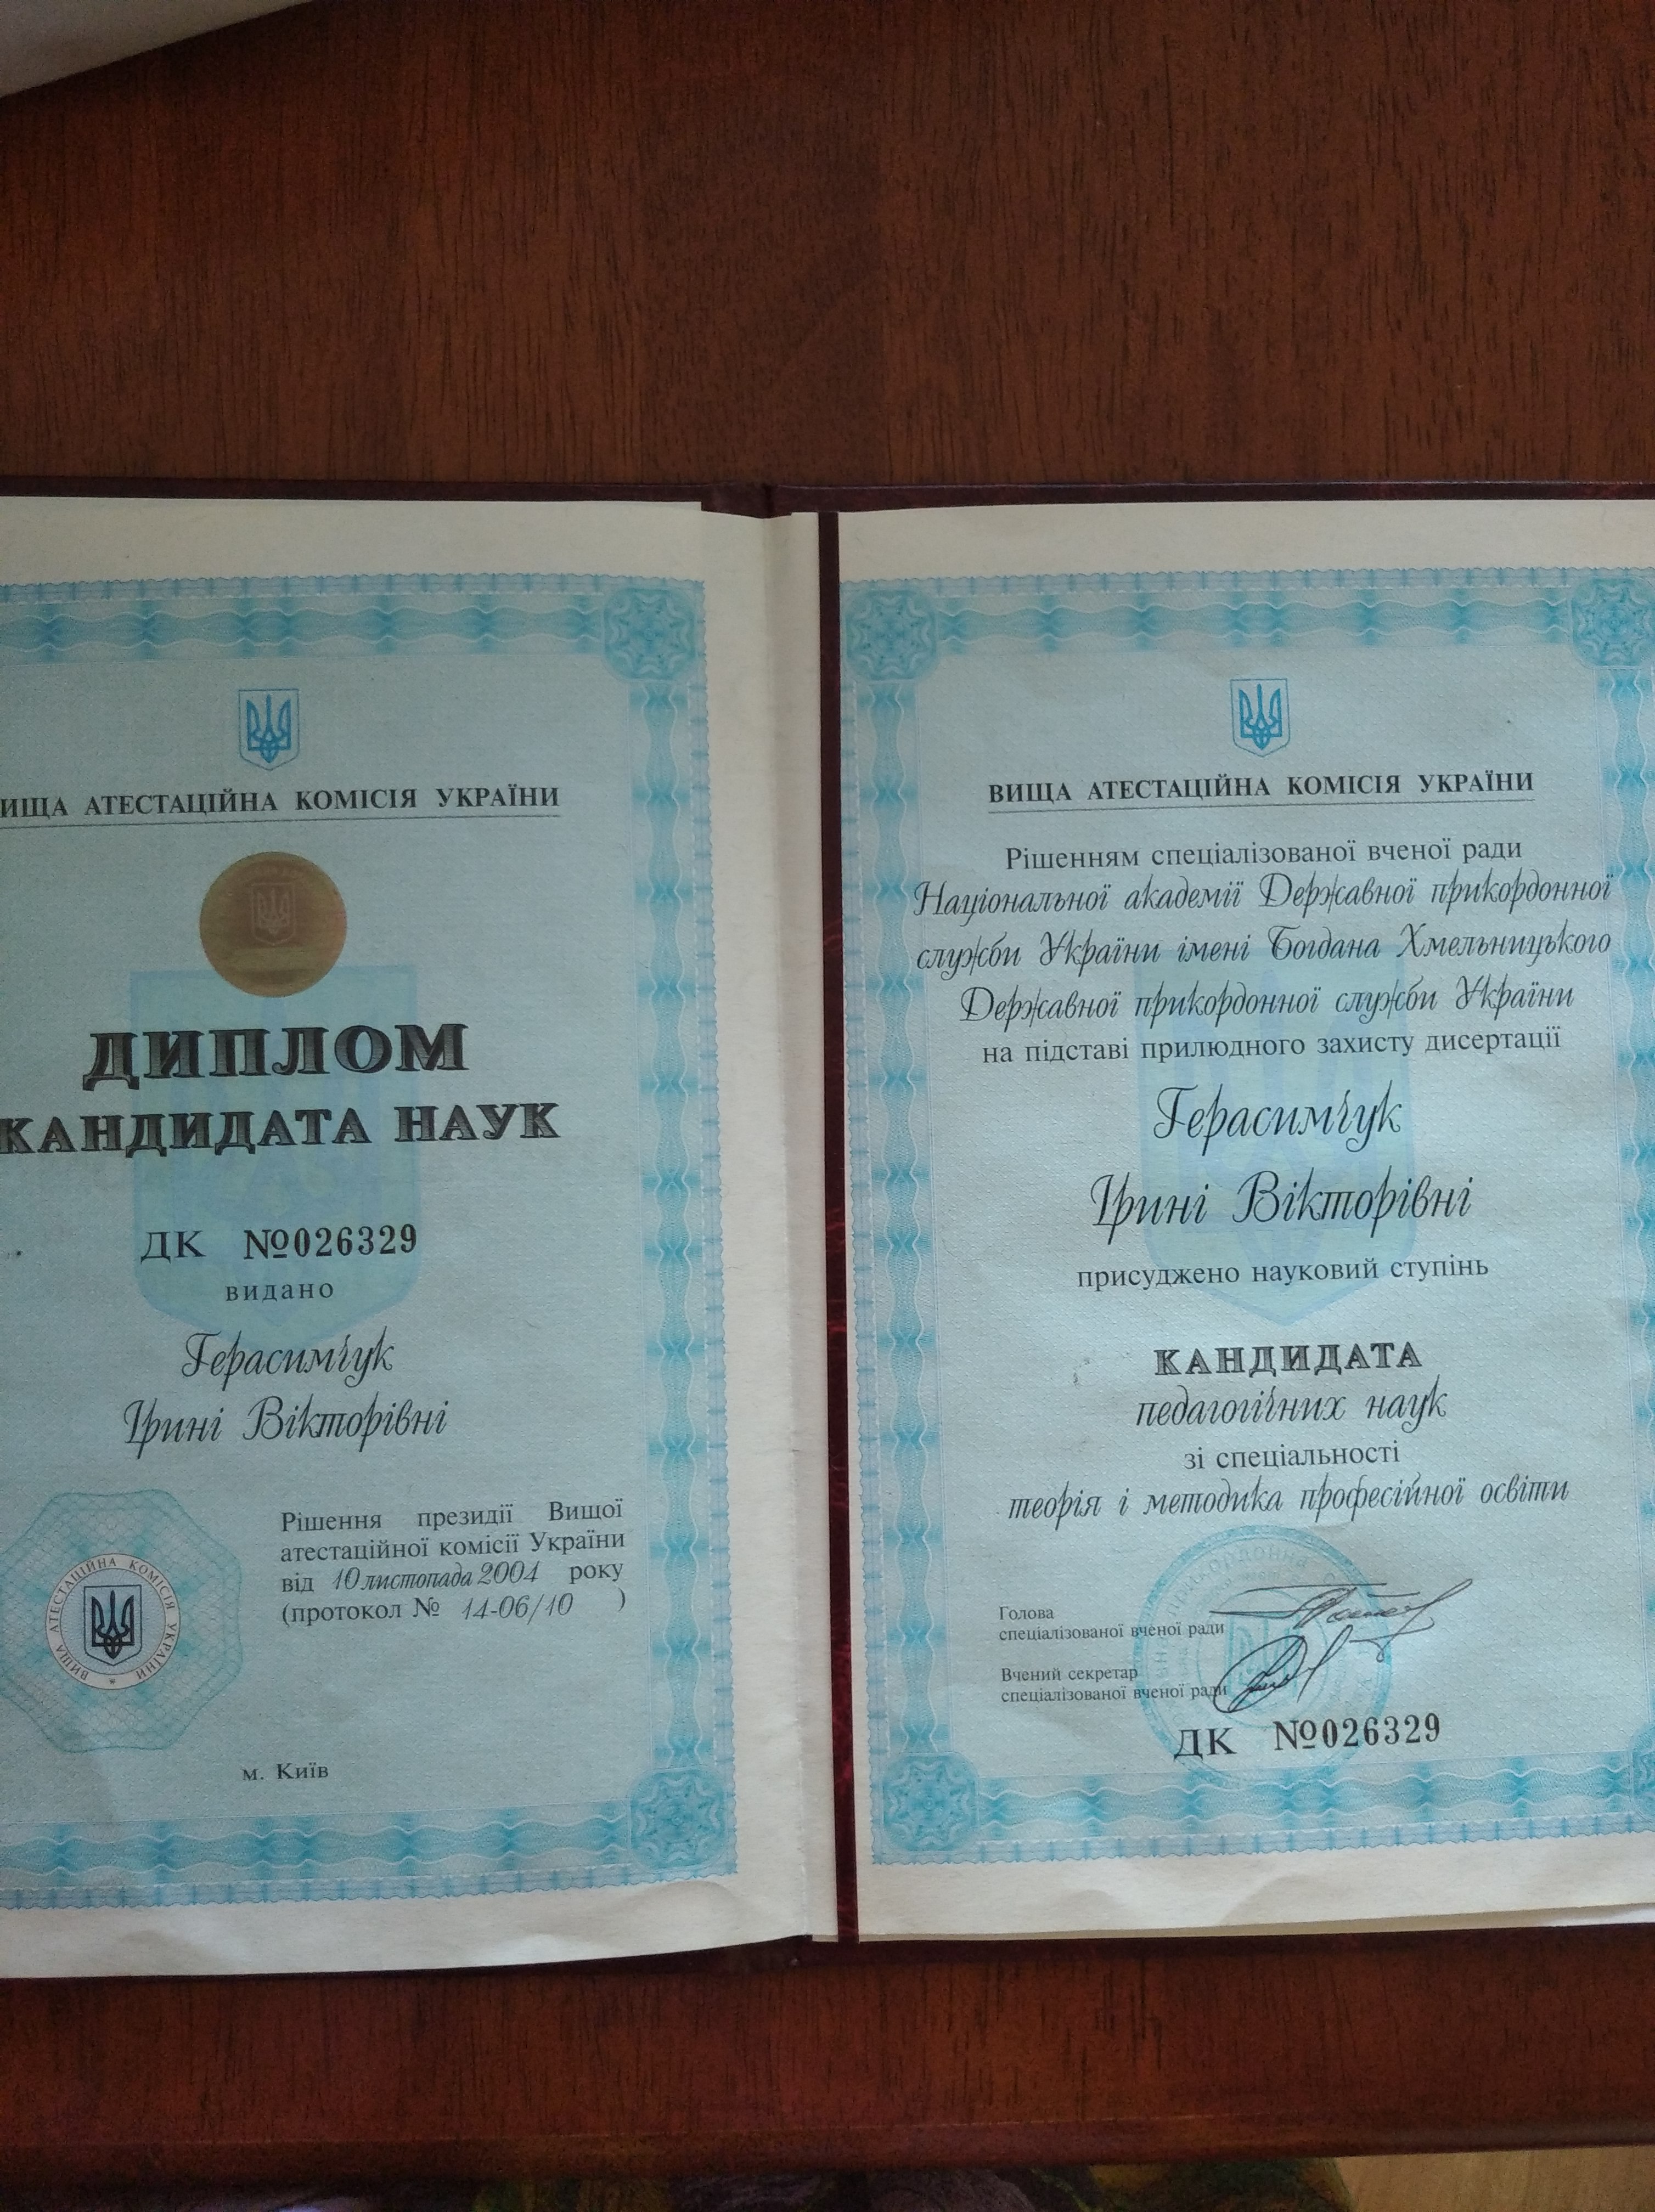 ИЩА АТЕСТАЦІЙНА КОМІСІЯ УКРАЇНИ
ДИПЛОМ
КАНДИДАТА НАУК
ДК №026329
видано
Герасимчук
Ірині Вікторівні
Рішення президії Вищої
атестаційної комісії України
від 10 листопада 2004 року
(протокол № 14-06/10 )
ВИЩА АТЕСТАЦІЙНА КОМІСІЯ УКРАЇНИ
м. Київ
ВИЩА АТЕСТАЦІЙНА КОМІСІЯ УКРАЇНИ
Рішенням спеціалізованої вченої ради
Національної академії Державної прикордонної
служби України імені Богдана Хмельницького
Державної прикордонної служби України
на підставі прилюдного захисту дисертації
Герасимчук
Ірині Вікторівні
присуджено науковий ступінь
КАНДИДАТА
педагогічних наук
зі спеціальності
теорія і методика професійної освіти
Голова
спеціалізованої вченої ради
Вчений секретар
спеціалізованої вченої ради
ДК №026329